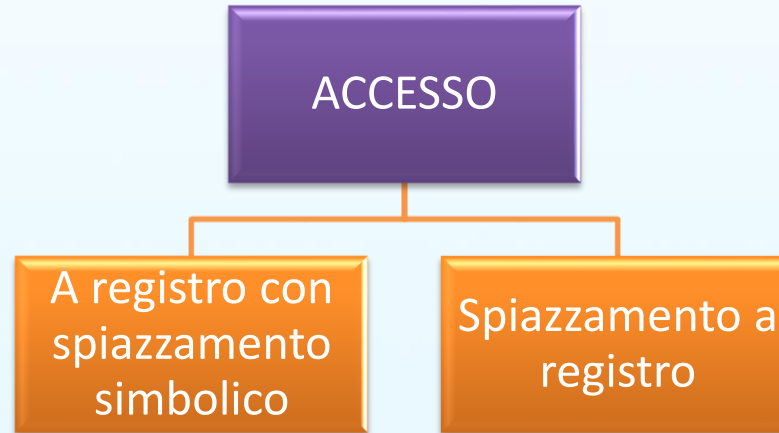 ACCESSO
A registro con
spiazzamento
simbolico
Spiazzamento a
registro